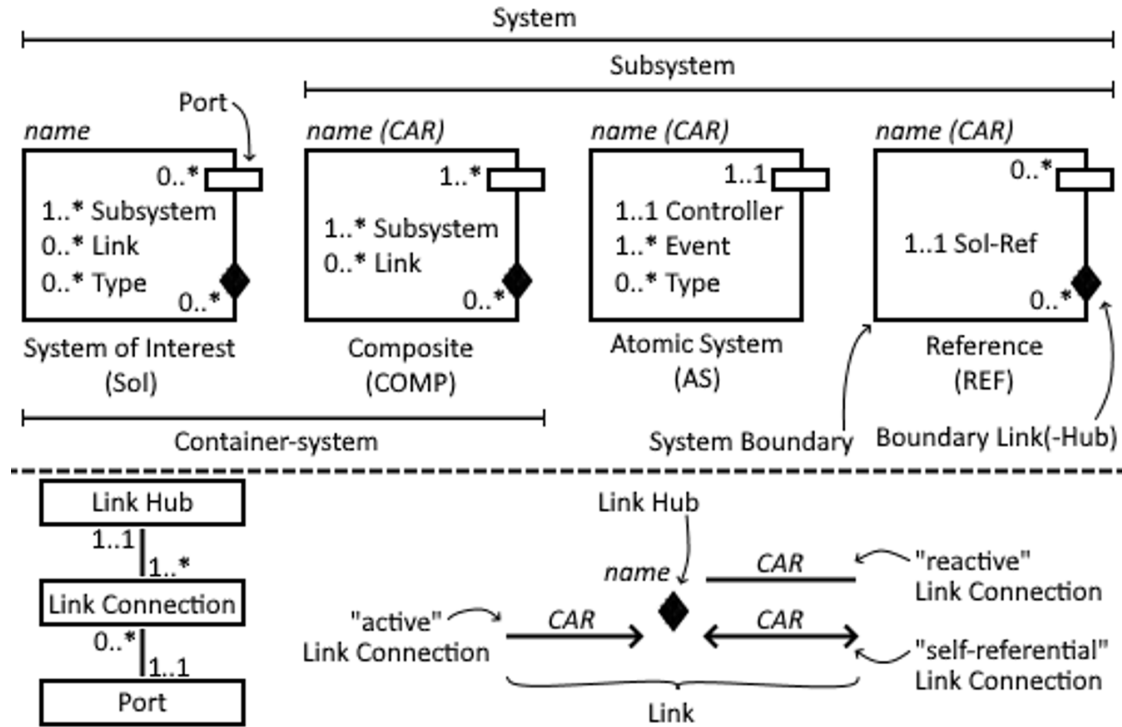 System
Subsystem
Port
name
name (CAR)
name (CAR)
name (CAR)
0..*
1..* Subsystem
0..* Link
0..* Type
0..*
1..*
1..* Subsystem
0..* Link
0..*
1..1
1..1 Controller
1..* Event
0..* Type
0..*
1..1 SoI-Ref
0..*
System of Interest
(SoI)
Composite
(COMP)
Atomic System
(AS)
Reference
(REF)
Container-system
System Boundary
Boundary Link(-Hub)
Link Hub
1..1
1..*
Link Connection
0..*
1..1
Port
Link Hub
name
CAR
"reactive"
Link Connection
"active"
Link Connection
CAR
CAR
"self-referential"
Link Connection
Link